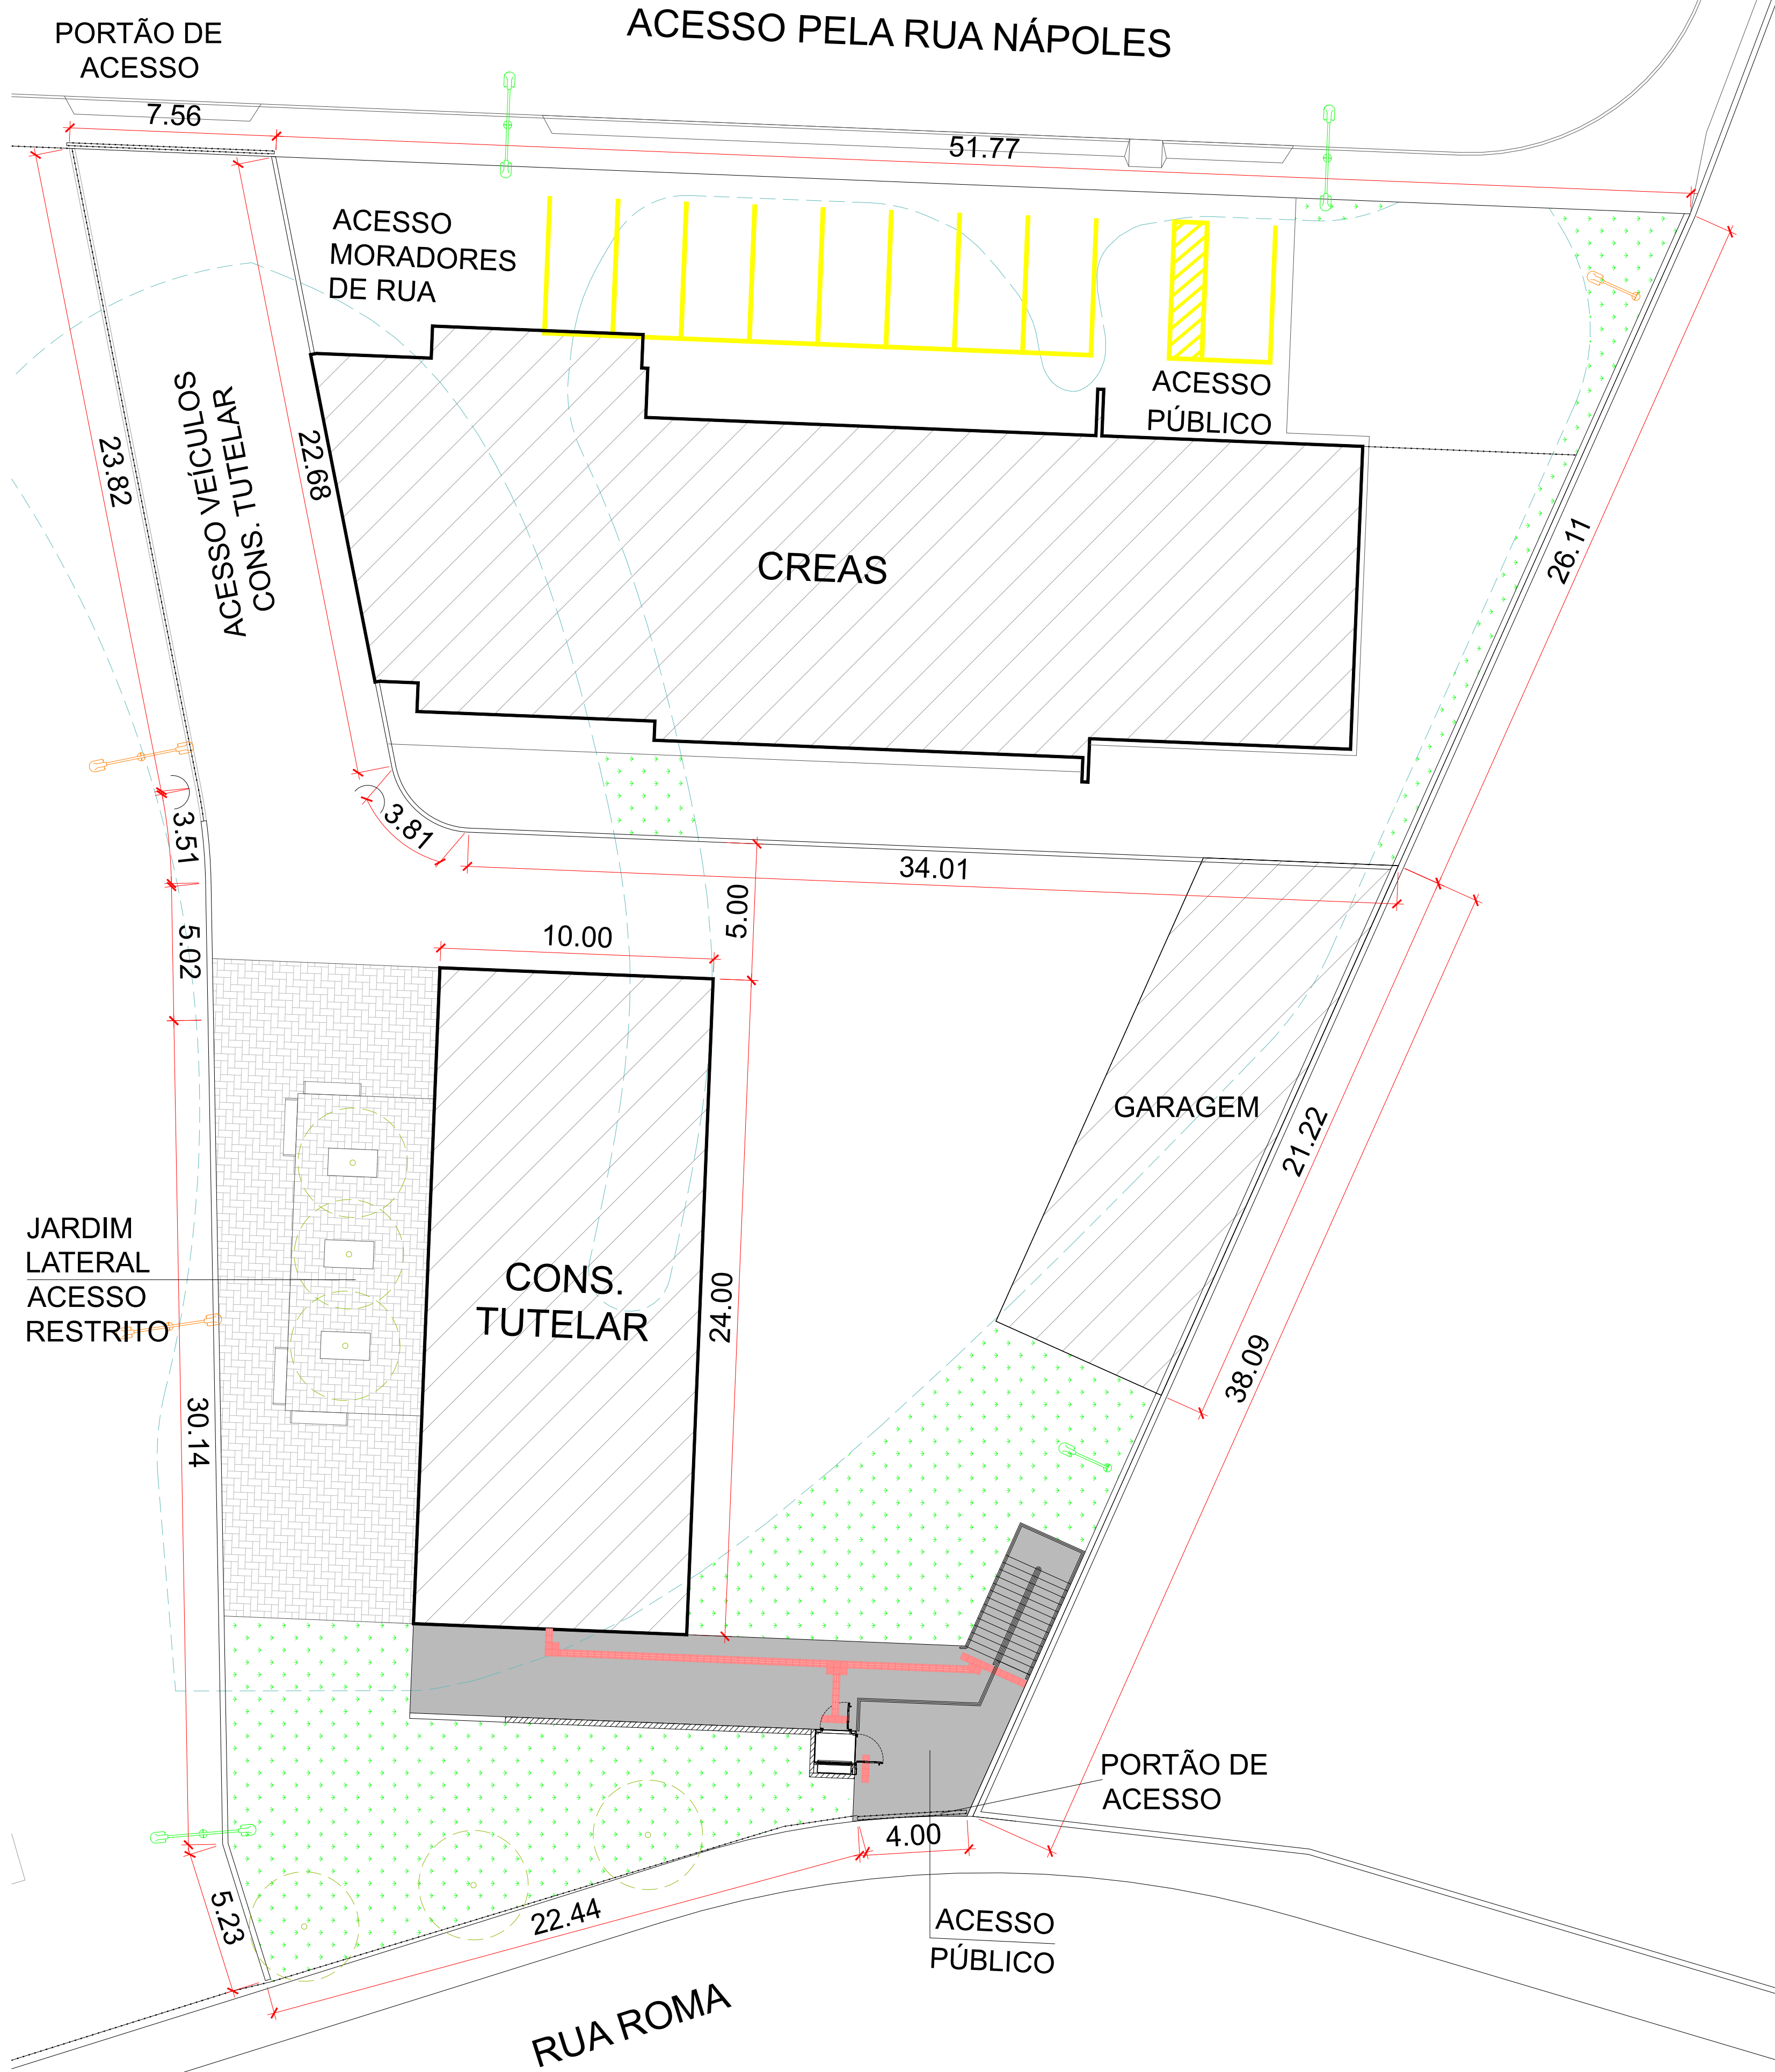 ACESSO PELA RUA NÁPOLES
PORTÃO DE
ACESSO
7.56
51.77
ACESSO
MORADORES
DE RUA
ACESSO
PÚBLICO
23.82
ACESSO VEÍCULOS
CONS. TUTELAR
22.68
CREAS
26.11
3.51
3.81
34.01
5.00
5.02
10.00
GARAGEM
21.22
JARDIM
LATERAL
ACESSO
RESTRITO
CONS.
TUTELAR
24.00
38.09
30.14
PORTÃO DE
ACESSO
4.00
5.23
22.44
ACESSO
PÚBLICO
RUA ROMA